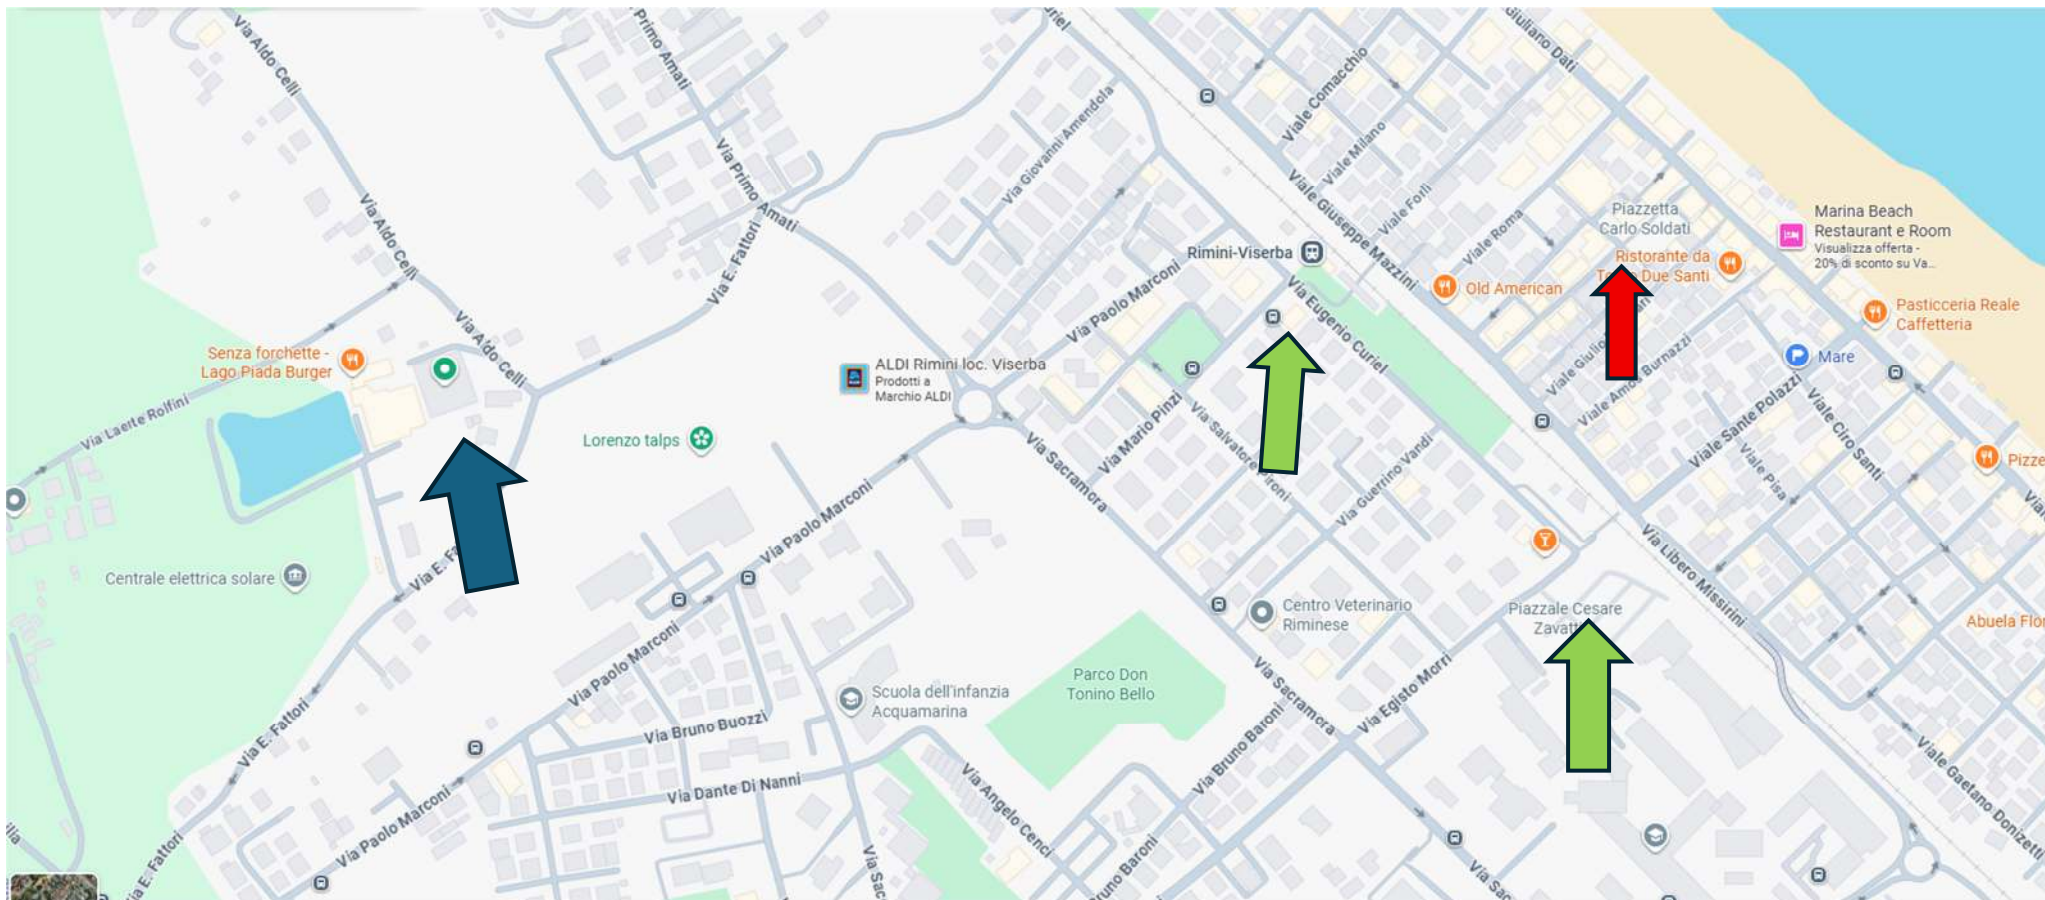 Via Aldo Celli
Primo Amati
Giuliano Dati
Viale Comacchio
Via Giovanni Amendola
Viale Milano
Via Primo Amati
Via Aldo Celli
Viale Giuseppe Mazzini
Viale Forlì
Viale Roma
Piazzetta
Carlo Soldati
Marina Beach
Restaurant e Room
Visualizza offerta -
20% di sconto su Va...
Rimini-Viserba
Via E. Fattori
Via Paolo Marconi
Old American
Ristorante da
Due Santi
Via Eugenio Curiel
Pasticceria Reale
Caffetteria
Via Aldo Celli
Senza forchette -
Lago Piada Burger
ALDI Rimini loc. Viserba
Prodotti a
Marchio ALDI
Mare
Viale Giulio
Viale Amos Burnazzi
Via Laerte Rolfini
Lorenzo talps
Via Mario Pinzi
Via Salvatore
Via Guerrino Vandi
Viale Sante Polazzi
Viale Ciro Santi
Viale Pisa
Via Sacramora
Via Paolo Marconi
Centrale elettrica solare
Via E.
Via Libero Missirini
Centro Veterinario
Riminese
Piazzale Cesare
Abuela
Parco Don
Tonino Bello
Scuola dell'infanzia
Acquamarina
Via Paolo Marconi
Via Sacramora
Via Egisto Morri
Via Bruno Buozzi
Via E. Fattori
Via Bruno Baroni
Via Dante Di Nanni
Via Angelo Cenci
Viale Gaetano Donizetti
Via Paolo Marconi
Via E. Fattori
Bruno Baroni